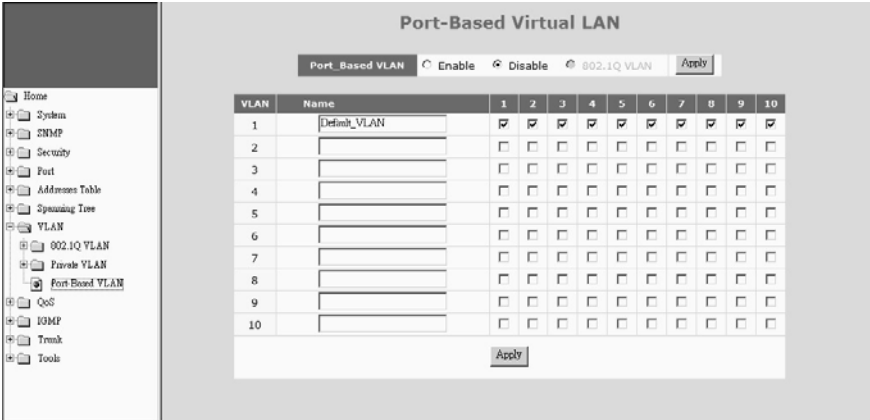 Port-Based Virtual LAN
Port_Based VLAN Enable Disable 802.1Q VLAN Apply
Home
System
SNMP
Security
Port
Addresses Table
Spanning Tree
VLAN
802.1Q VLAN
Private VLAN
Port-Based VLAN
QoS
IGMP
Trunk
Tools
VLAN Name 1 2 3 4 5 6 7 8 9 10
1 Default_VLAN
2
3
4
5
6
7
8
9
10
Apply